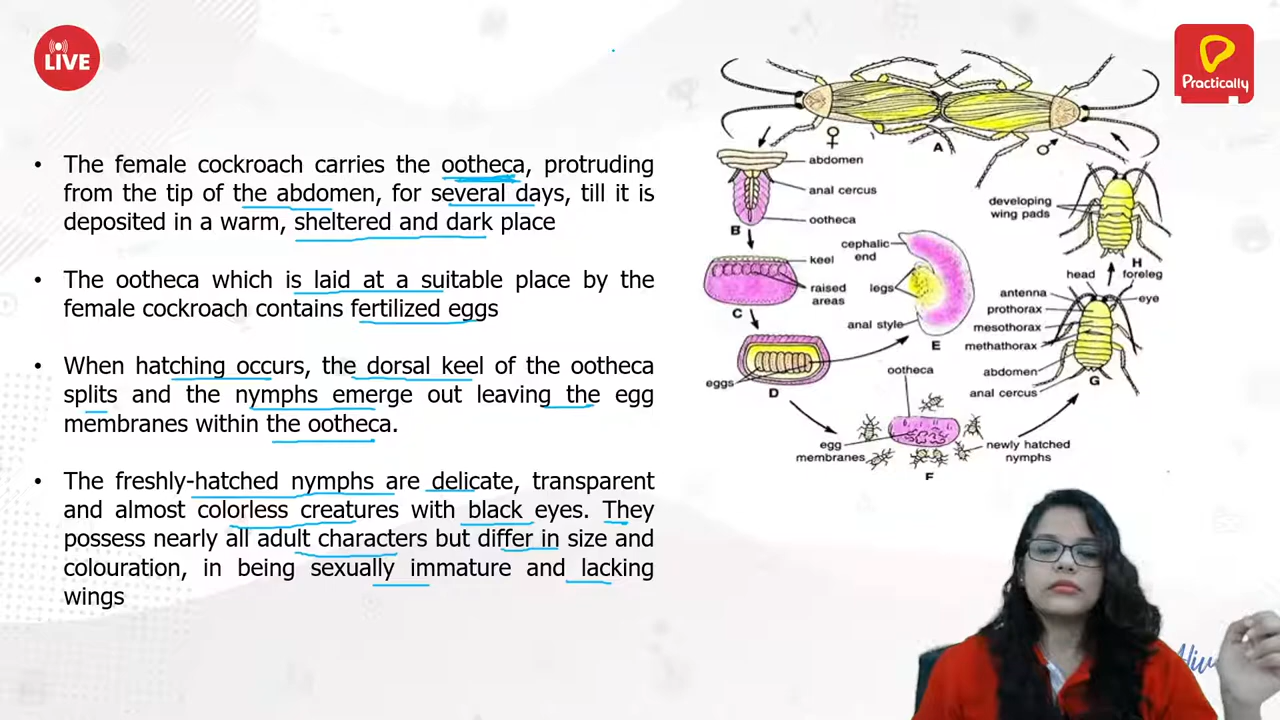 LIVE
Practically
• The female cockroach carries the ootheca, protruding
from the tip of the abdomen, for several days, till it is
deposited in a warm, sheltered and dark place
• The ootheca which is laid at a suitable place by the
female cockroach contains fertilized eggs
• When hatching occurs, the dorsal keel of the ootheca
splits and the nymphs emerge out leaving the egg
membranes within the ootheca.
• The freshly-hatched nymphs are delicate, transparent
and almost colorless creatures with black eyes. They
possess nearly all adult characters but differ in size and
colouration, in being sexually immature and lacking
wings
♀
A
♂
abdomen
anal cercus
ootheca
B
keel
raised
areas
C
eggs
D
cephalic
end
legs
anal style
E
ootheca
egg
membranes
newly hatched
nymphs
F
developing
wing pads
H
head
foreleg
antenna
eye
prothorax
mesothorax
methathorax
abdomen
G
anal cercus